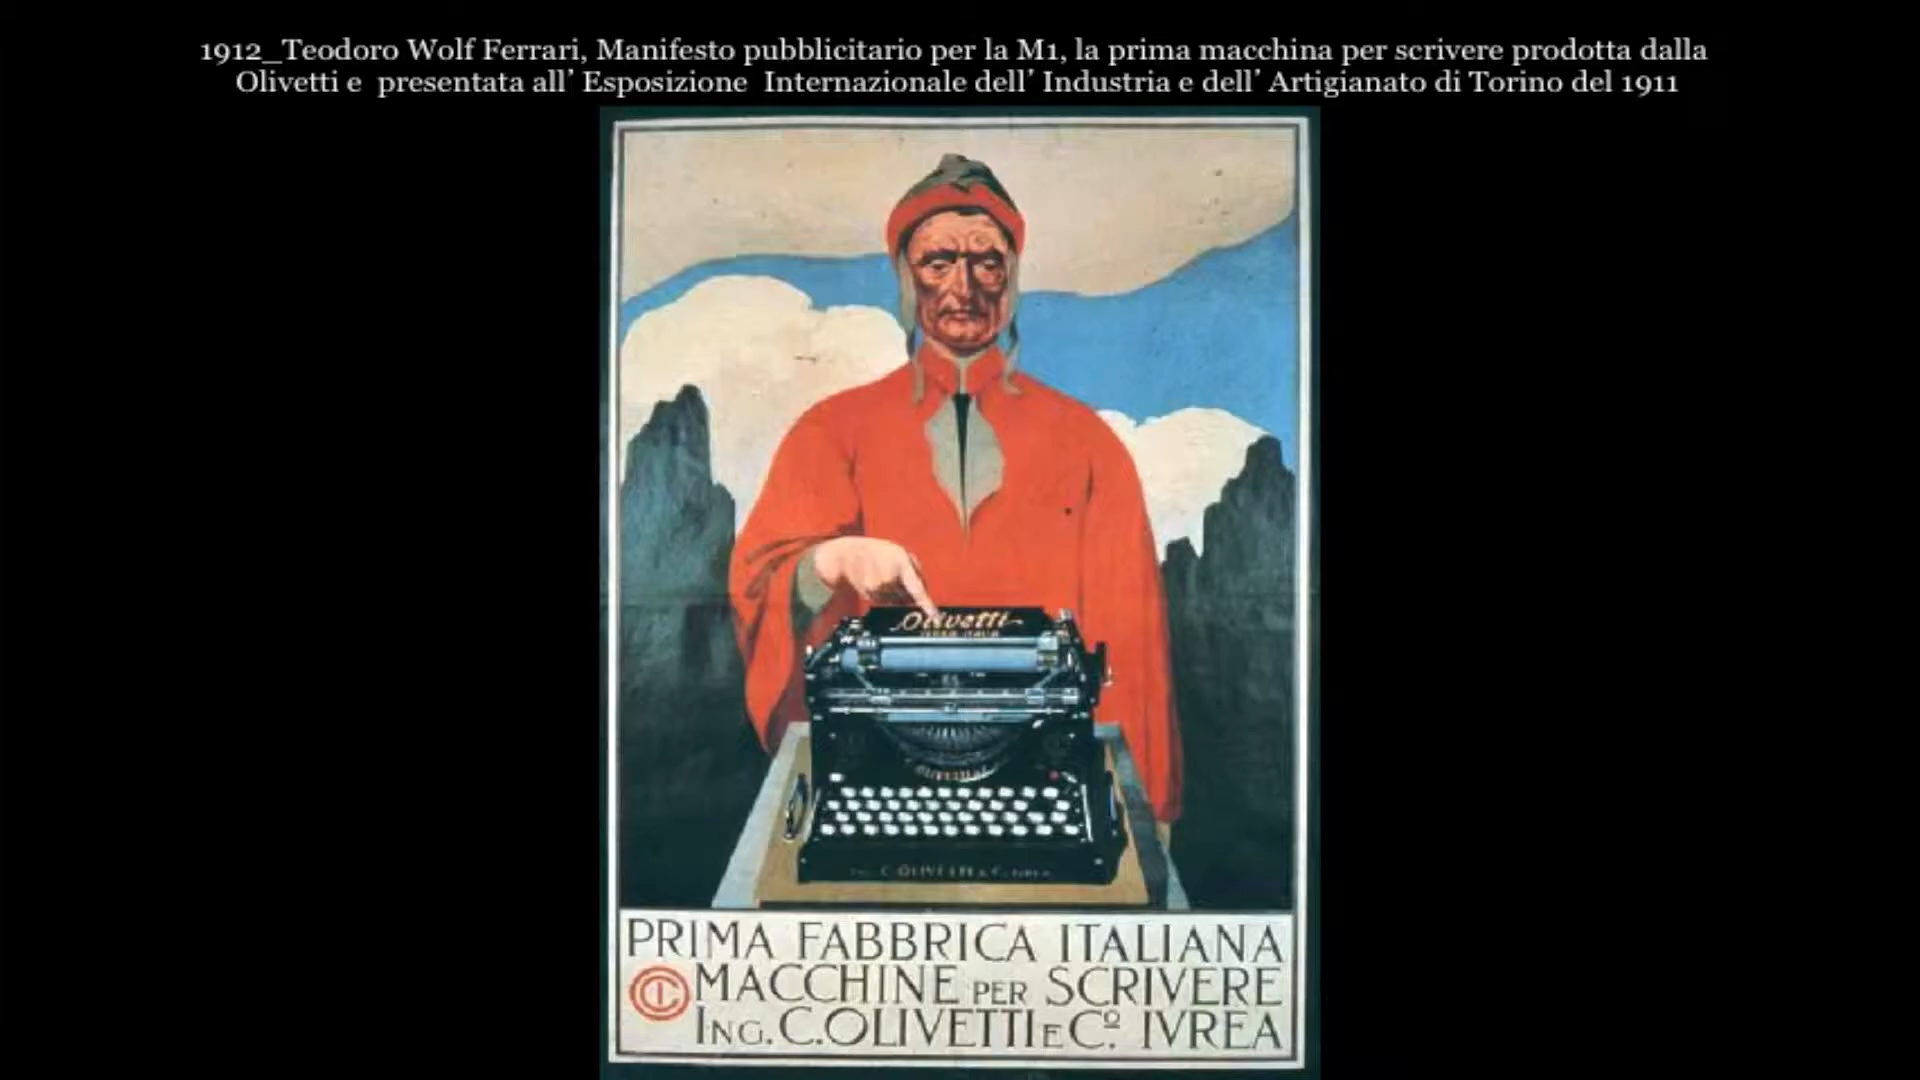 1912_Teodoro Wolf Ferrari, Manifesto pubblicitario per la M1, la prima macchina per scrivere prodotta dalla
Olivetti e presentata all’ Esposizione Internazionale dell’ Industria e dell’ Artigianato di Torino del 1911
Olivetti
PRIMA FABBRICA ITALIANA
MACCHINE PER SCRIVERE
ING. C. OLIVETTI E Cº. IVREA